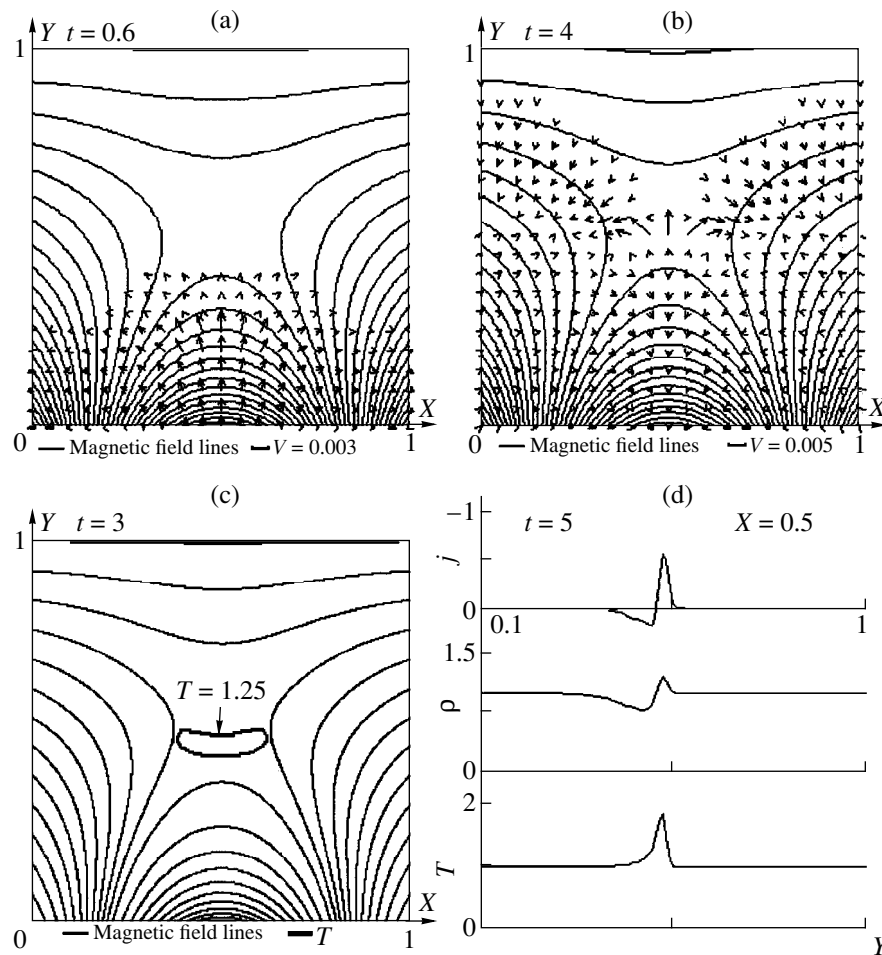 (a)
Y t = 0.6
1
X
0
1
Magnetic field lines V = 0.003
(b)
Y t = 4
1
X
0
1
Magnetic field lines V = 0.005
(c)
Y t = 3
1
T = 1.25
X
0
1
Magnetic field lines T
(d)
−1
t = 5 X = 0.5
j
0
0.1 1
1.5
ρ
0
2
T
0
Y